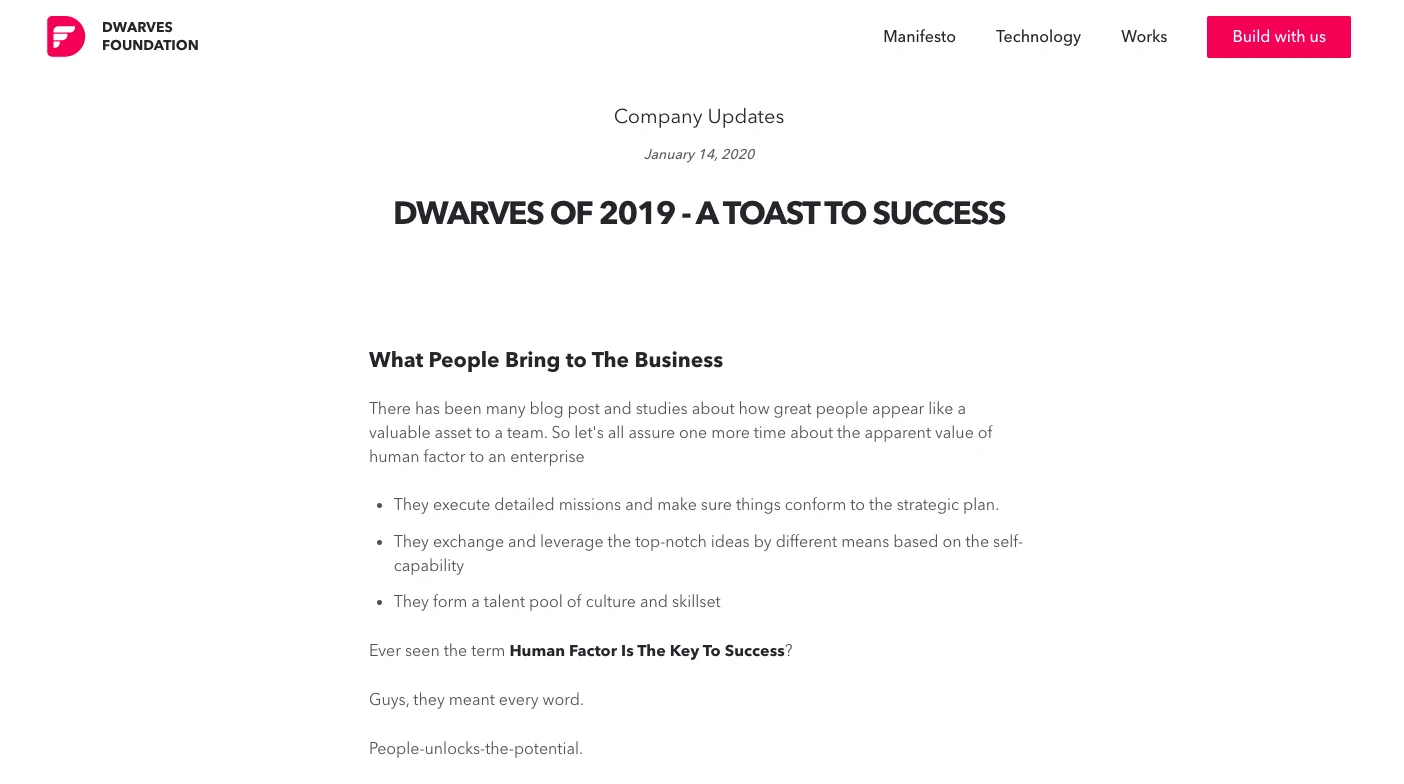 DWARVES
FOUNDATION
Manifesto
Technology
Works
Build with us
Company Updates
January 14, 2020
DWARVES OF 2019 - A TOAST TO SUCCESS
What People Bring to The Business
There has been many blog post and studies about how great people appear like a
valuable asset to a team. So let's all assure one more time about the apparent value of
human factor to an enterprise
• They execute detailed missions and make sure things conform to the strategic plan.
• They exchange and leverage the top-notch ideas by different means based on the self-
capability
• They form a talent pool of culture and skillset
Ever seen the term Human Factor Is The Key To Success?
Guys, they meant every word.
People-unlocks-the-potential.